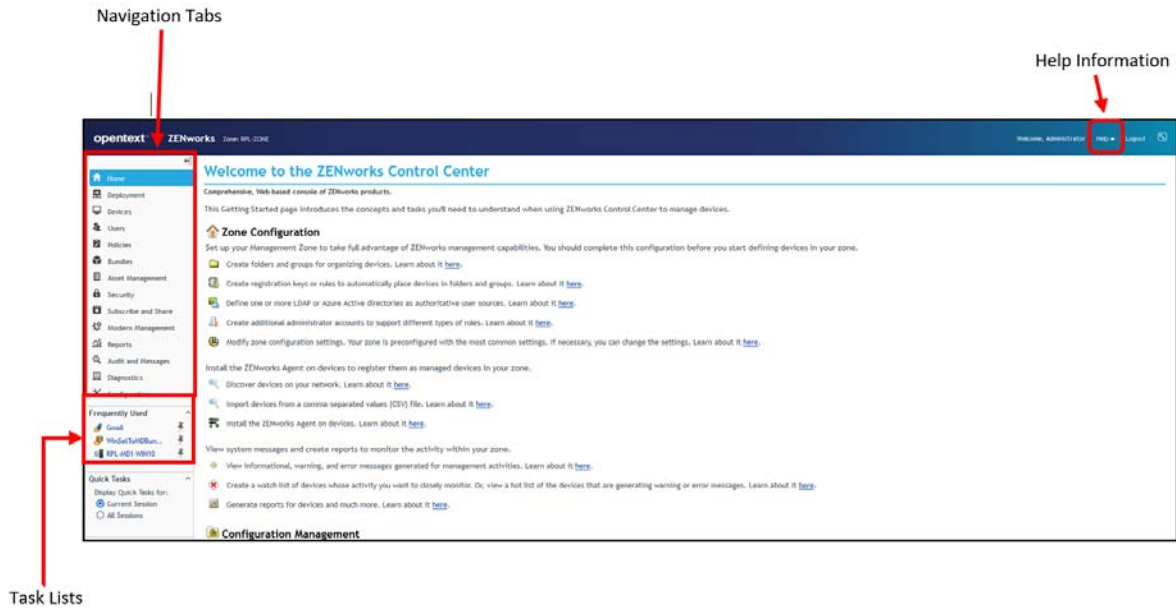 Navigation Tabs
Help Information
opentext™ ZENworks Zone: RPL-ZONE
Welcome, Administrator Help Logout
Home
Deployment
Devices
Users
Policies
Bundles
Asset Management
Security
Subscribe and Share
Modern Management
Reports
Audit and Messages
Diagnostics
Frequently Used
Gmail
WinSetToMDBun...
RPL-MD1-WIN10
Quick Tasks
Display Quick Tasks for:
Current Session
All Sessions
Welcome to the ZENworks Control Center
Comprehensive, Web-based console of ZENworks products.
This Getting Started page introduces the concepts and tasks you'll need to understand when using ZENworks Control Center to manage devices.
Zone Configuration
Set up your Management Zone to take full advantage of ZENworks management capabilities. You should complete this configuration before you start defining devices in your zone.
Create folders and groups for organizing devices. Learn about it here.
Create registration keys or rules to automatically place devices in folders and groups. Learn about it here.
Define one or more LDAP or Azure Active directories as authoritative user sources. Learn about it here.
Create additional administrator accounts to support different types of roles. Learn about it here.
Modify zone configuration settings. Your zone is preconfigured with the most common settings. If necessary, you can change the settings. Learn about it here.
Install the ZENworks Agent on devices to register them as managed devices in your zone.
Discover devices on your network. Learn about it here.
Import devices from a comma-separated values (CSV) file. Learn about it here.
Install the ZENworks Agent on devices. Learn about it here.
View system messages and create reports to monitor the activity within your zone.
View informational, warning, and error messages generated for management activities. Learn about it here.
Create a watch list of devices whose activity you want to closely monitor. Or, view a hot list of the devices that are generating warning or error messages. Learn about it here.
Generate reports for devices and much more. Learn about it here.
Configuration Management
Task Lists